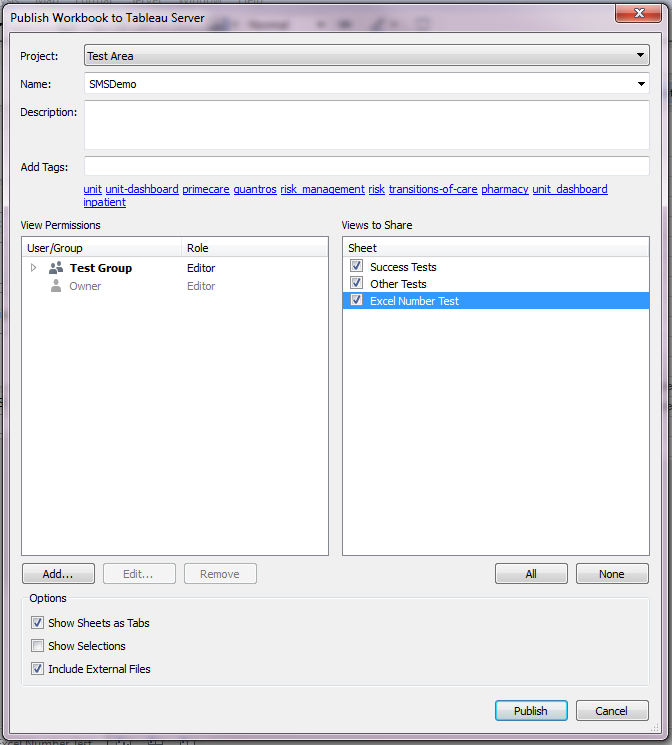 Publish Workbook to Tableau Server
Project: Test Area
Name: SMSDemo
Description:
Add Tags:
unit unit-dashboard primecare quantros risk_management risk transitions-of-care pharmacy unit_dashboard
inpatient
View Permissions
User/Group Role
Test Group Editor
Owner Editor
Views to Share
Sheet
Success Tests
Other Tests
Excel Number Test
Add... Edit... Remove
All None
Options
Show Sheets as Tabs
Show Selections
Include External Files
Publish Cancel
Excel Number Test